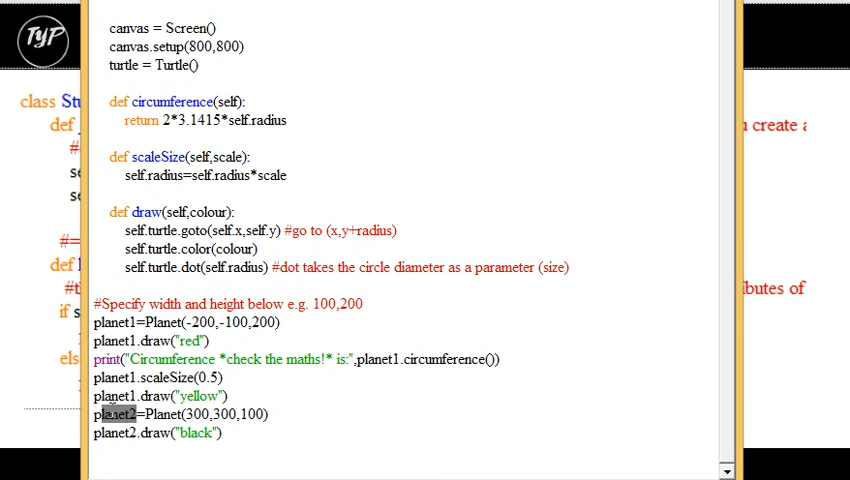 TYP
canvas = Screen()
canvas.setup(800,800)
turtle = Turtle()
class Stu
def circumference(self):
return 2*3.1415*self.radius
def
u create a
#
def scaleSize(self,scale):
self.radius=self.radius*scale
se
se
def draw(self,colour):
self.turtle.goto(self.x,self.y) #go to (x,y+radius)
#=
self.turtle.color(colour)
de
self.turtle.dot(self.radius) #dot takes the circle diameter as a parameter (size)
#th
butes of
#Specify width and height below e.g. 100,200
if s
planet1=Planet(-200,-100,200)
planet1.draw("red")
else
print("Circumference *check the maths!* is:",planet1.circumference())
planet1.scaleSize(0.5)
planet1.draw("yellow")
planet2=Planet(300,300,100)
planet2.draw("black")